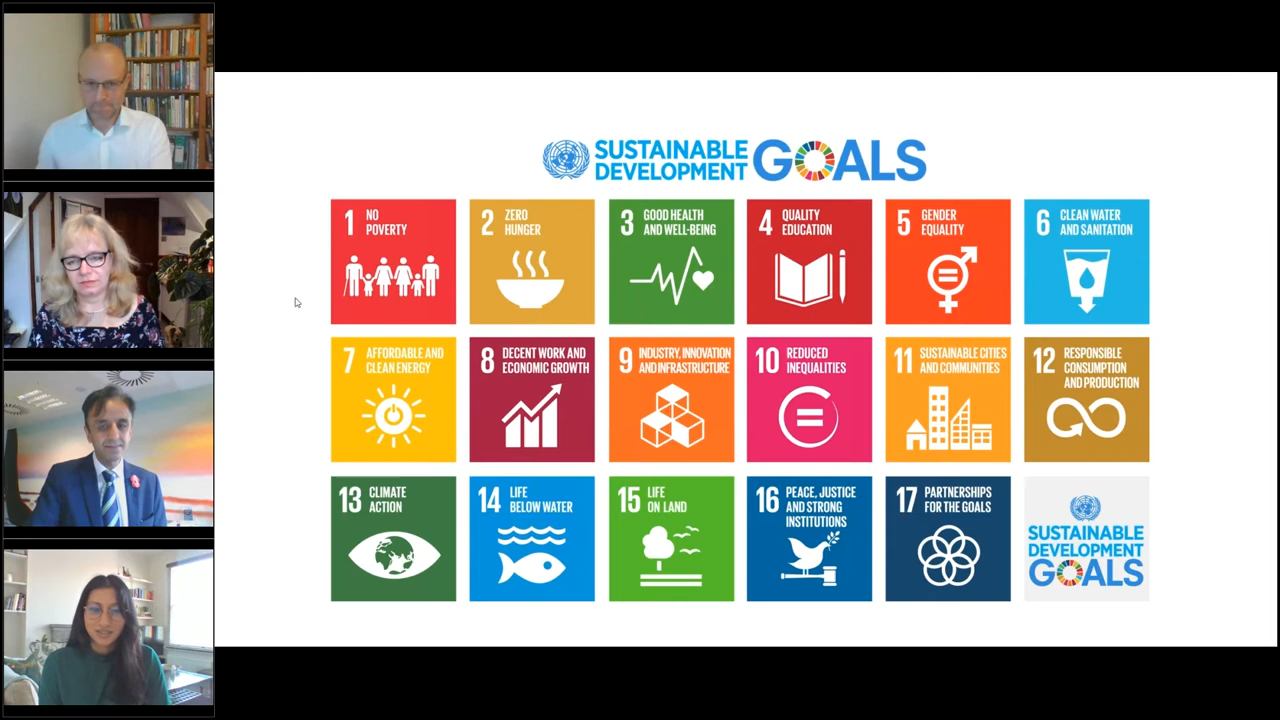 SUSTAINABLE
DEVELOPMENT
GOALS
1 NO
POVERTY
2 ZERO
HUNGER
3 GOOD HEALTH
AND WELL-BEING
4 QUALITY
EDUCATION
5 GENDER
EQUALITY
6 CLEAN WATER
AND SANITATION
7 AFFORDABLE AND
CLEAN ENERGY
8 DECENT WORK AND
ECONOMIC GROWTH
9 INDUSTRY, INNOVATION
AND INFRASTRUCTURE
10 REDUCED
INEQUALITIES
11 SUSTAINABLE CITIES
AND COMMUNITIES
12 RESPONSIBLE
CONSUMPTION
AND PRODUCTION
13 CLIMATE
ACTION
14 LIFE
BELOW WATER
15 LIFE
ON LAND
16 PEACE, JUSTICE
AND STRONG
INSTITUTIONS
17 PARTNERSHIPS
FOR THE GOALS
SUSTAINABLE
DEVELOPMENT
GOALS